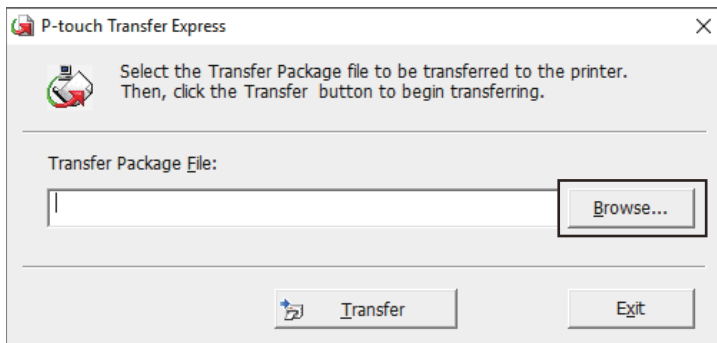 P-touch Transfer Express
Select the Transfer Package file to be transferred to the printer.
Then, click the Transfer button to begin transferring.
Transfer Package File:
Browse...
Transfer
Exit